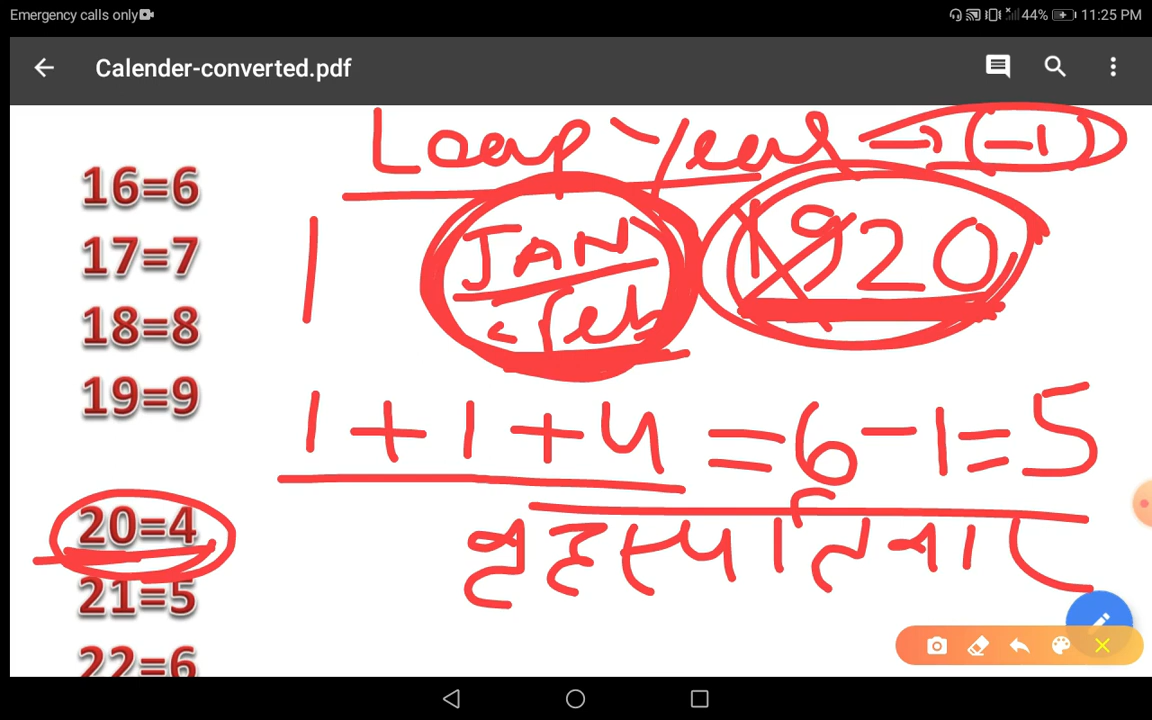 Emergency calls only 44% 11:25 PM
Calender-converted.pdf
16=6
17=7
18=8
19=9
20=4
21=5
22=6
Leap-Year => (-1)
1 JAN 1920
Feb
1+1+4=6-1=5
बृहस्पतिवार